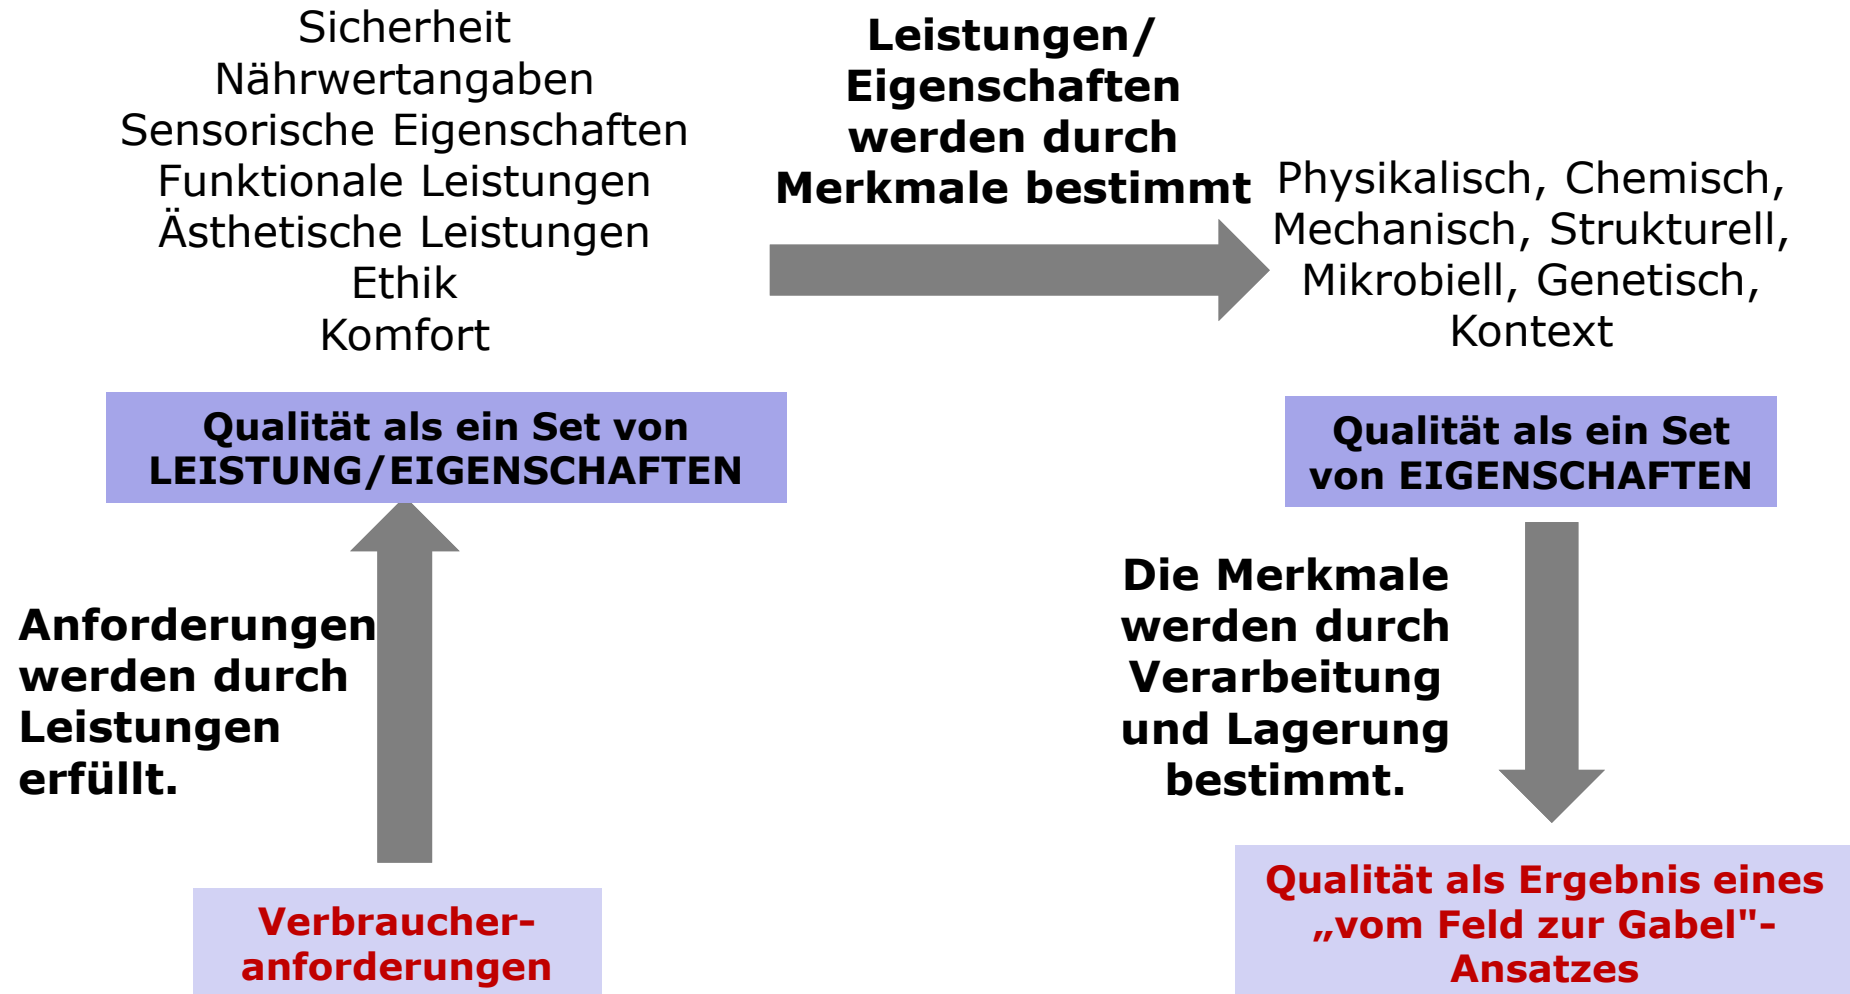 Sicherheit
Nährwertangaben
Sensorische Eigenschaften
Funktionale Leistungen
Ästhetische Leistungen
Ethik
Komfort
Leistungen/
Eigenschaften
werden durch
Merkmale bestimmt
Physikalisch, Chemisch,
Mechanisch, Strukturell,
Mikrobiell, Genetisch,
Kontext
Qualität als ein Set von
LEISTUNG/EIGENSCHAFTEN
Qualität als ein Set
von EIGENSCHAFTEN
Anforderungen
werden durch
Leistungen
erfüllt.
Die Merkmale
werden durch
Verarbeitung
und Lagerung
bestimmt.
Verbraucher-
anforderungen
Qualität als Ergebnis eines
„vom Feld zur Gabel"-
Ansatzes